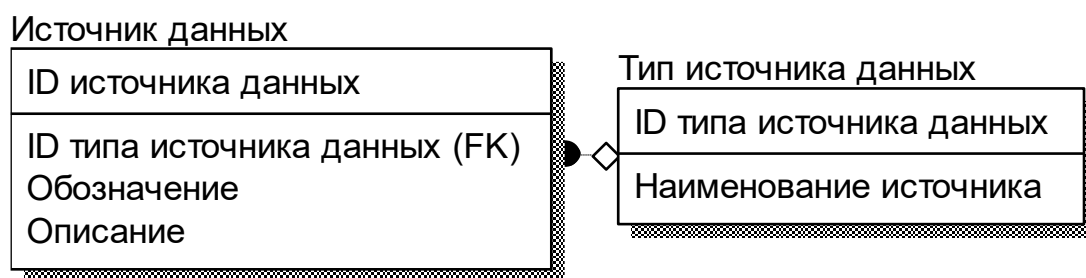 Источник данных
ID источника данных
ID типа источника данных (FK)
Обозначение
Описание
Тип источника данных
ID типа источника данных
Наименование источника